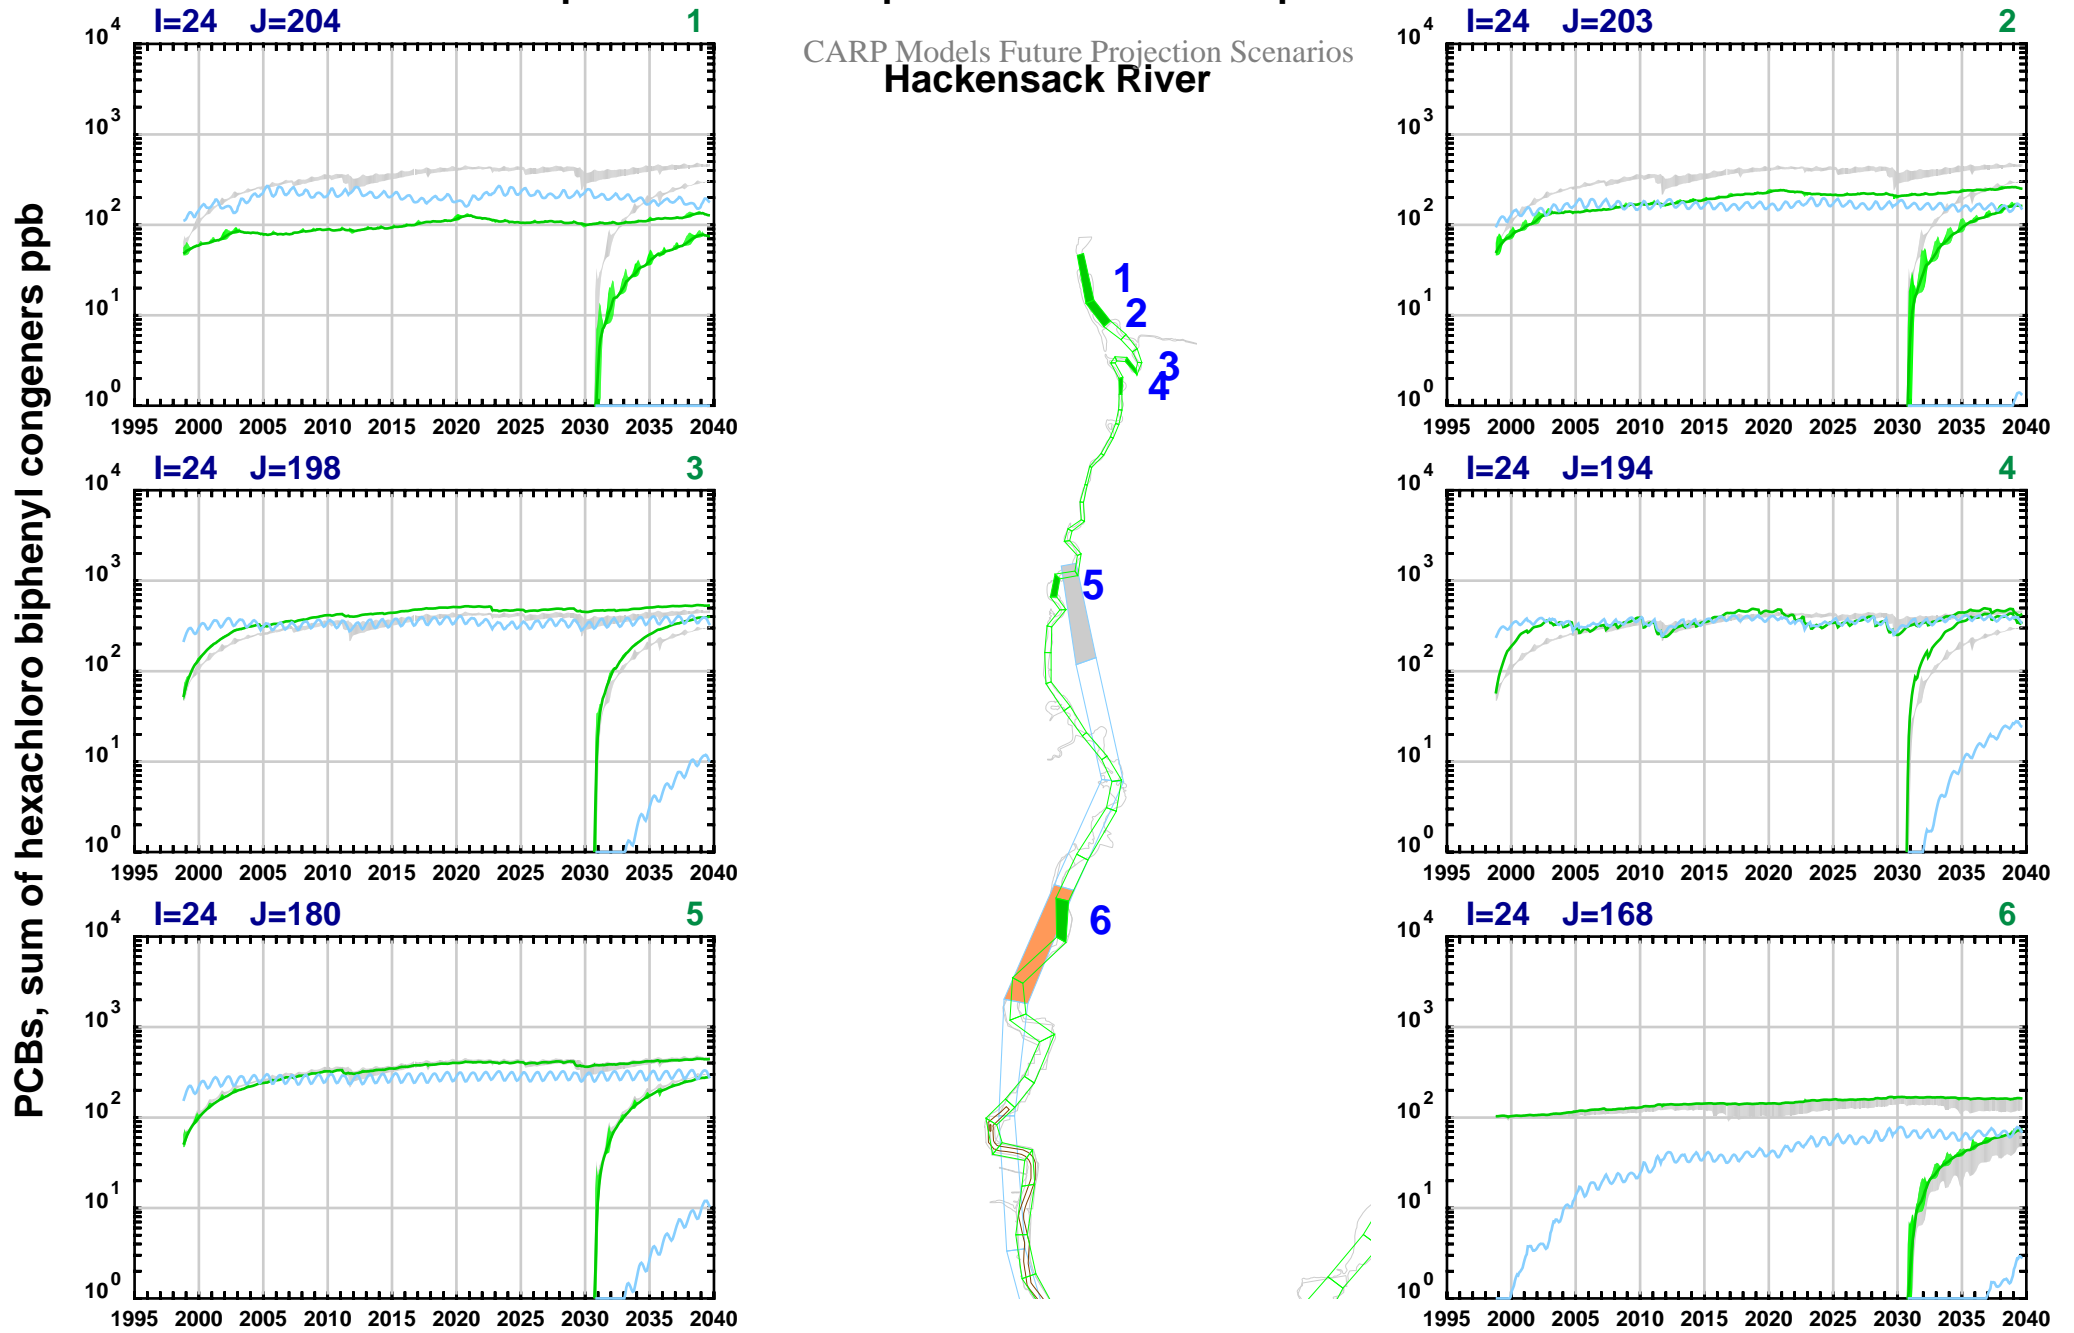 CARP Models Future Projection Scenarios
Hackensack River
PCBs, sum of hexachloro biphenyl congeners ppb
I=24 J=204 1
10^4
10^3
10^2
10^1
10^0
1995 2000 2005 2010 2015 2020 2025 2030 2035 2040
I=24 J=203 2
10^4
10^3
10^2
10^1
10^0
1995 2000 2005 2010 2015 2020 2025 2030 2035 2040
I=24 J=198 3
10^4
10^3
10^2
10^1
10^0
1995 2000 2005 2010 2015 2020 2025 2030 2035 2040
I=24 J=194 4
10^4
10^3
10^2
10^1
10^0
1995 2000 2005 2010 2015 2020 2025 2030 2035 2040
I=24 J=180 5
10^4
10^3
10^2
10^1
10^0
1995 2000 2005 2010 2015 2020 2025 2030 2035 2040
I=24 J=168 6
10^4
10^3
10^2
10^1
10^0
1995 2000 2005 2010 2015 2020 2025 2030 2035 2040
1
2
3
4
5
6